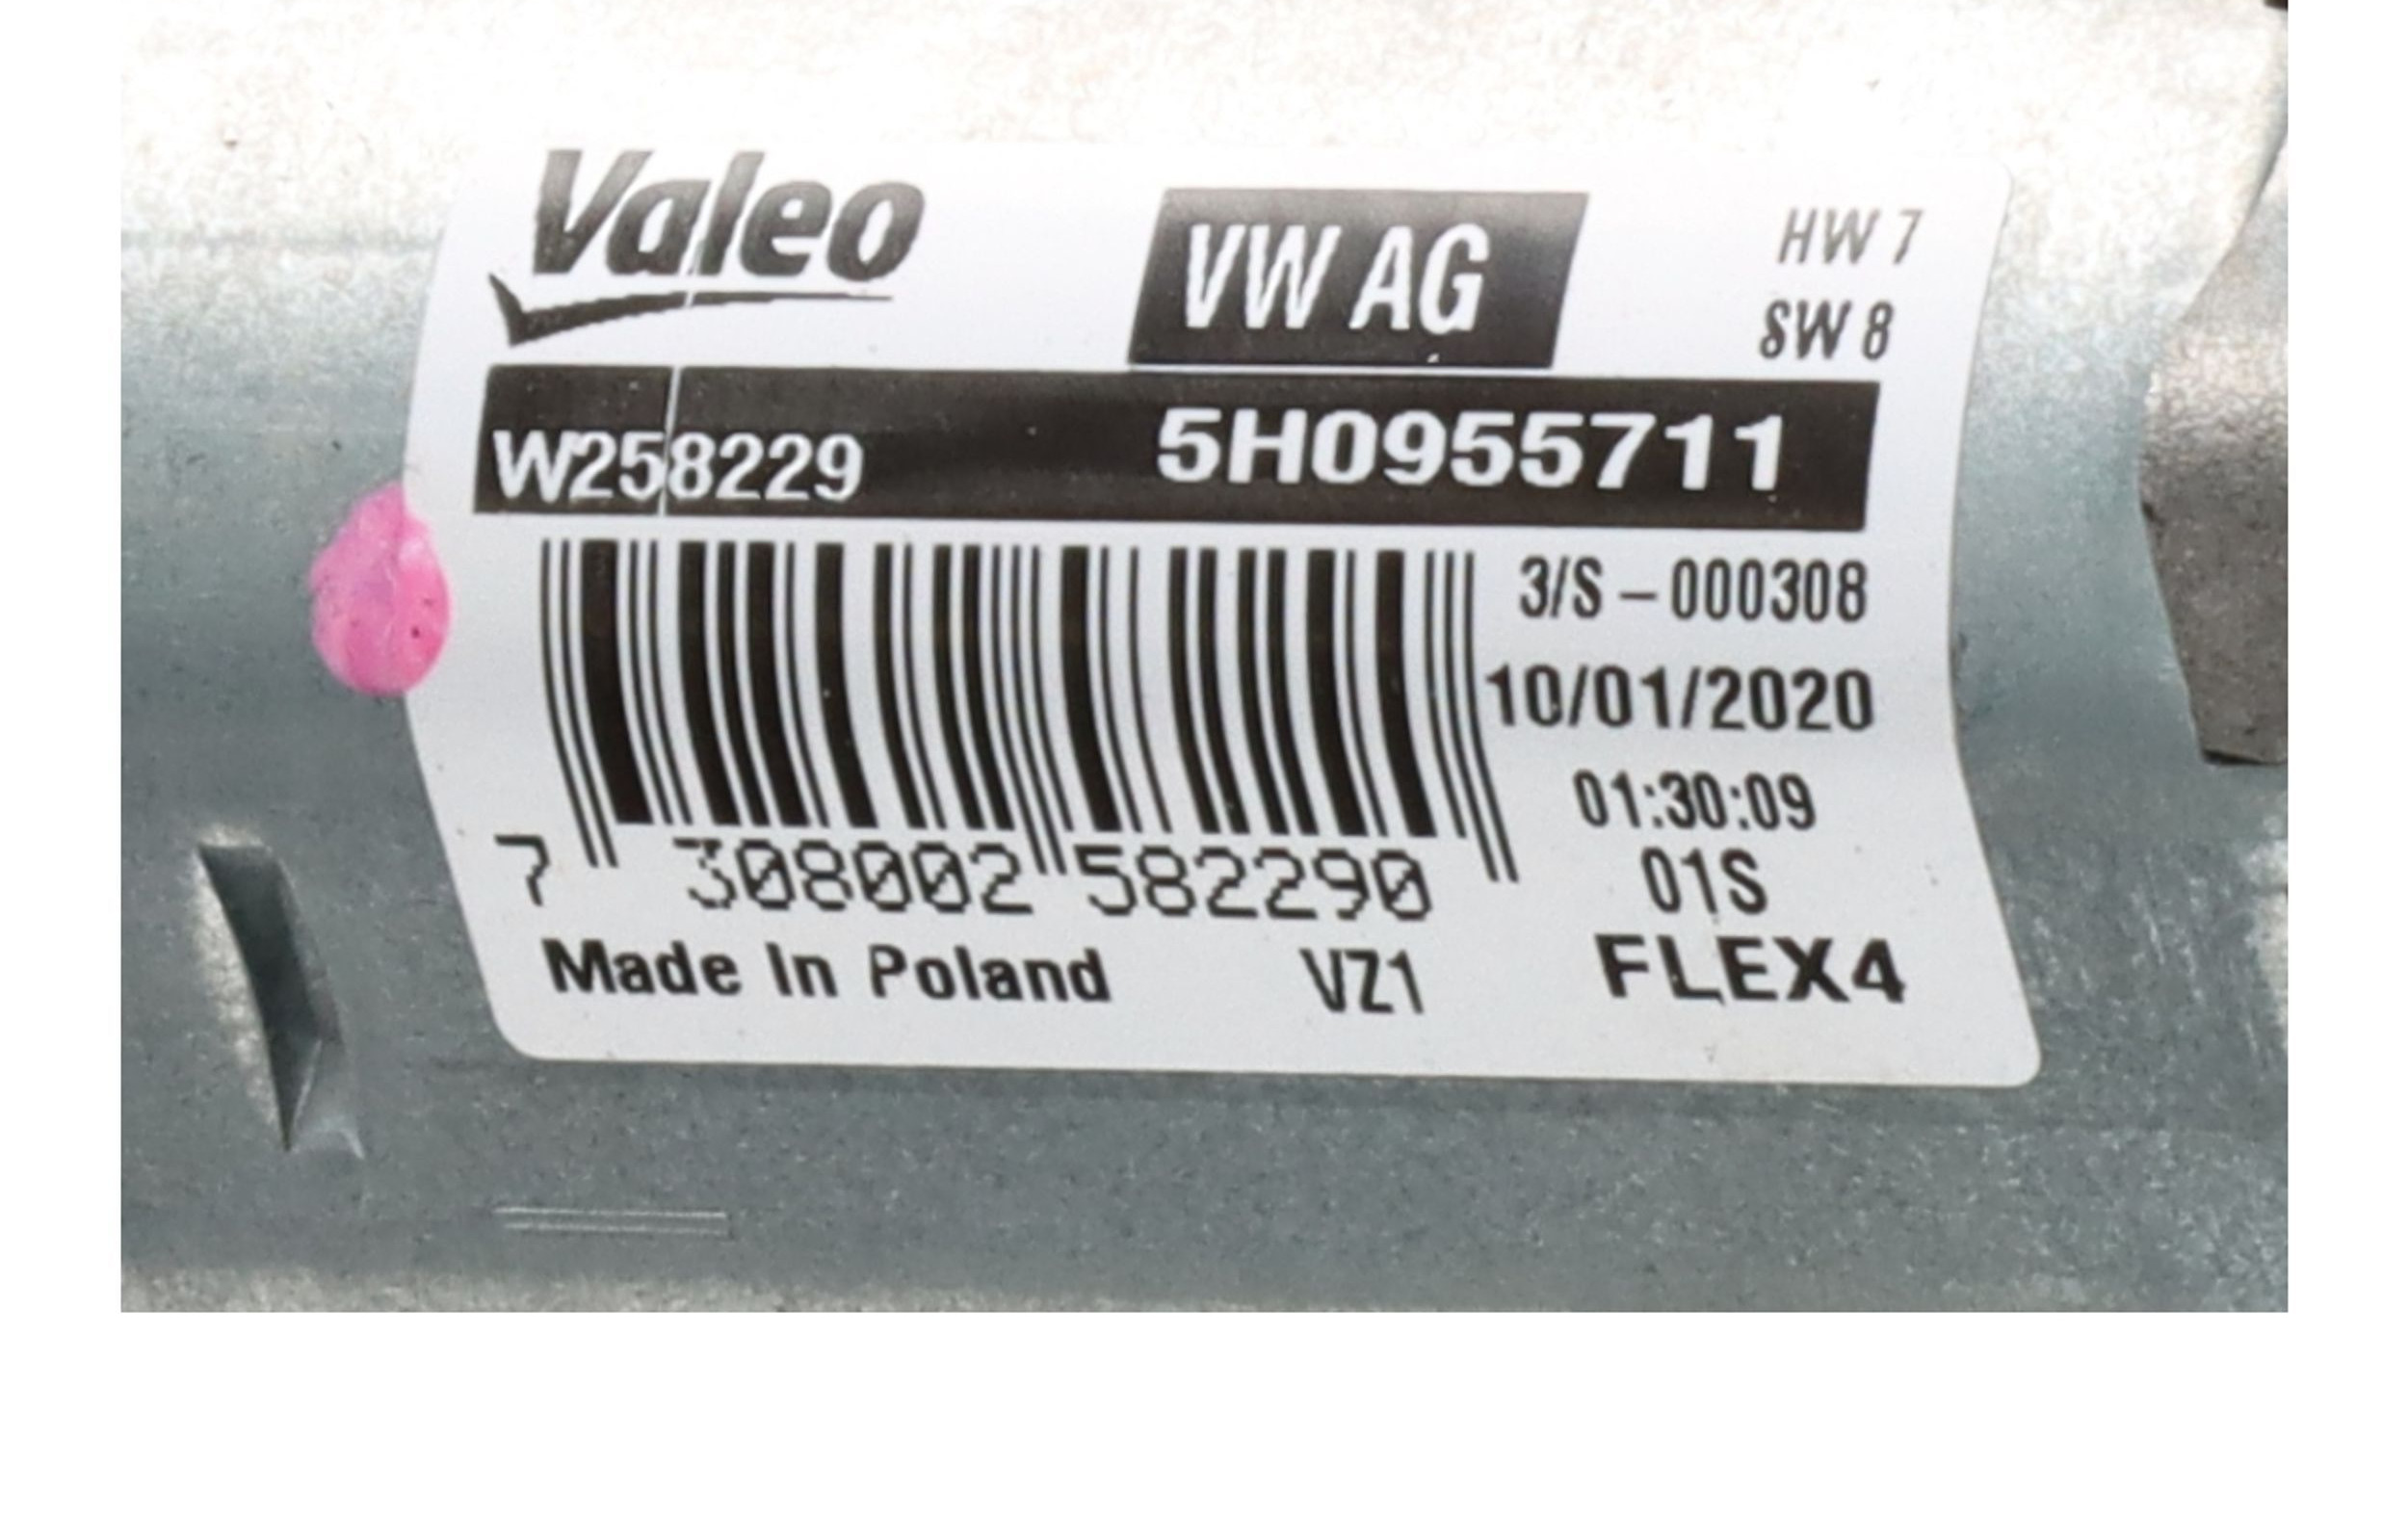 Valeo
VW AG
HW 7
SW 8
W258229 5H0955711
3/S – 000308
10/01/2020
01:30:09
01S
7 308002 582290
Made In Poland VZ1 FLEX4